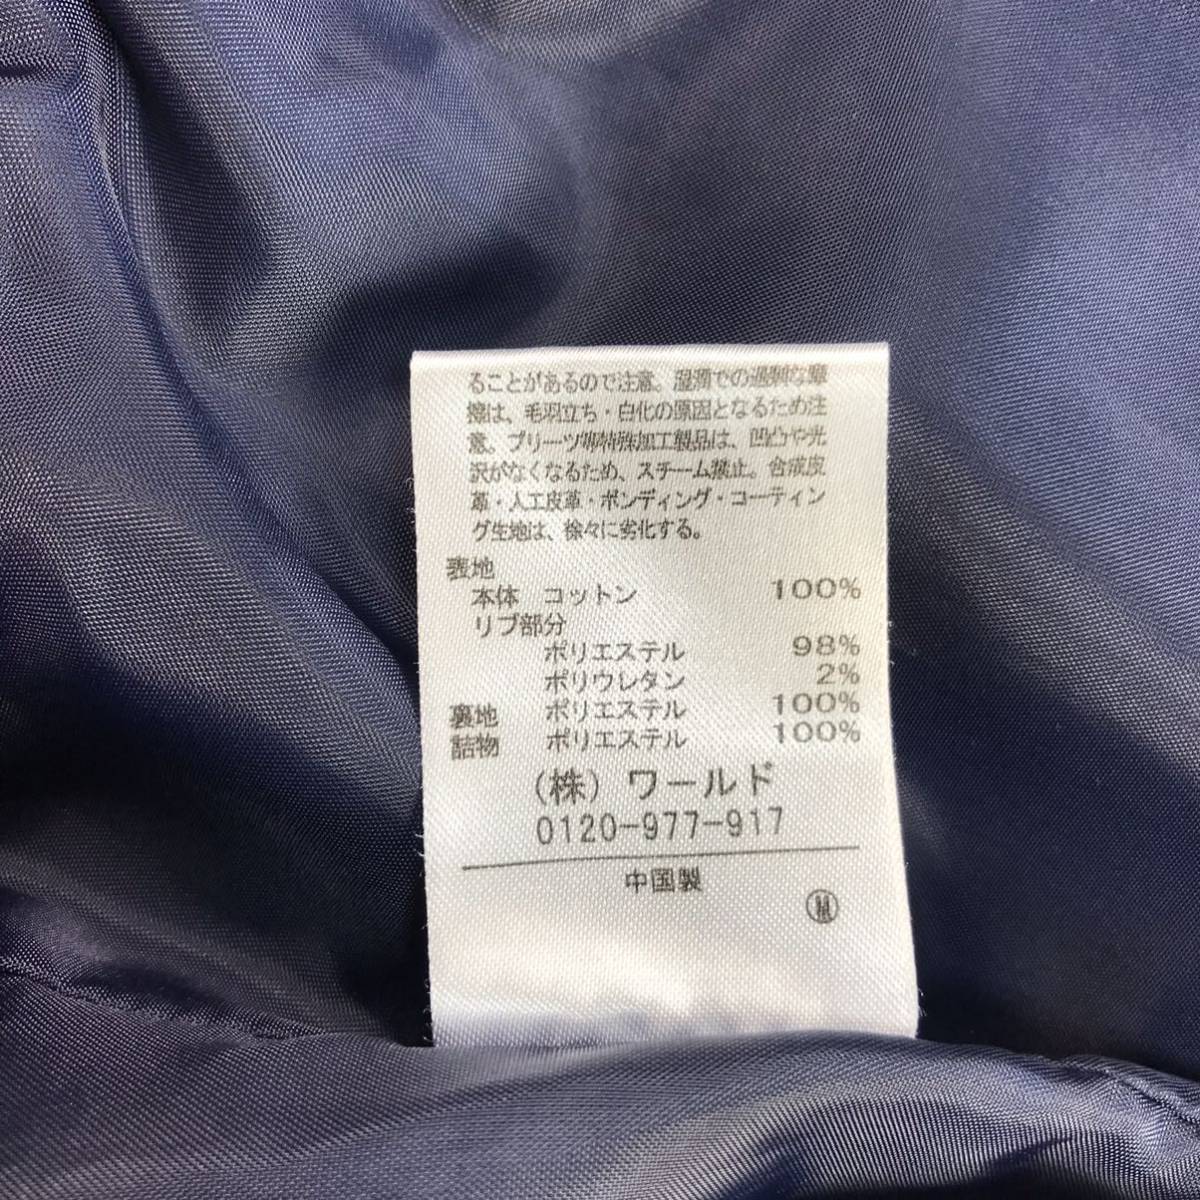 ることがあるので注意。湿潤での過剰な摩
擦は、毛羽立ち・白化の原因となるため注
意。プリーツ等特殊加工製品は、凹凸や光
沢がなくなるため、スチーム禁止。合成皮
革・人工皮革・ボンディング・コーティン
グ生地は、徐々に劣化する。
表地
本体 コットン 100%
リブ部分
ポリエステル 98%
ポリウレタン 2%
裏地 ポリエステル 100%
詰物 ポリエステル 100%
(株) ワールド
0120-977-917
中国製
Ⓜ